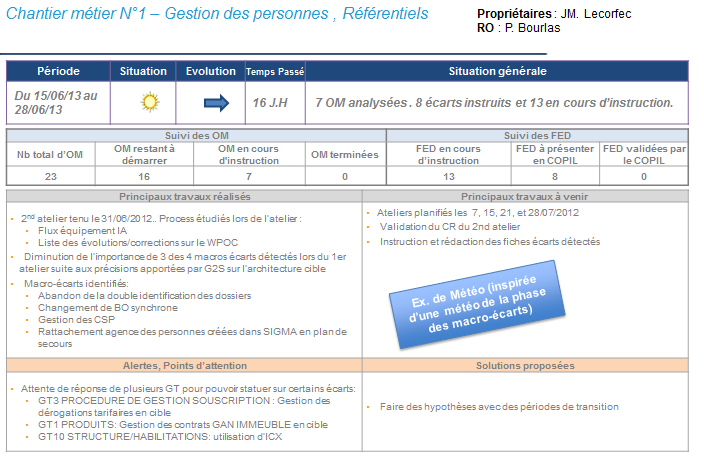 Chantier métier N°1 – Gestion des personnes , Référentiels
Propriétaires : JM. Lecorfec
RO : P. Bourlas
Période Situation Evolution Temps Passé Situation générale
Du 15/06/13 au
28/06/13
16 J.H
7 OM analysées . 8 écarts instruits et 13 en cours d'instruction.
Suivi des OM Suivi des FED
Nb total d'OM
OM restant à
démarrer
OM en cours
d'instruction
OM terminées
FED en cours
d'instruction
FED à présenter
en COPIL
FED validées par
le COPIL
23 16 7 0 13 8 0
Principaux travaux réalisés
• 2nd atelier tenu le 31/06/2012.. Process étudiés lors de l'atelier :
• Flux équipement IA
• Liste des évolutions/corrections sur le WPOC
• Diminution de l'importance de 3 des 4 macros écarts détectés lors du 1er
atelier suite aux précisions apportées par G2S sur l'architecture cible
• Macro-écarts identifiés:
• Abandon de la double identification des dossiers
• Changement de BO synchrone
• Gestion des CSP
• Rattachement agence des personnes créées dans SIGMA en plan de
secours
Principaux travaux à venir
• Ateliers planifiés les 7, 15, 21, et 28/07/2012
• Validation du CR du 2nd atelier
• Instruction et rédaction des fiches écarts détectés
Ex. de Météo (inspirée
d'une météo de la phase
des macro-écarts)
Alertes, Points d'attention
• Attente de réponse de plusieurs GT pour pouvoir statuer sur certains écarts:
• GT3 PROCEDURE DE GESTION SOUSCRIPTION : Gestion des
dérogations tarifaires en cible
• GT1 PRODUITS: Gestion des contrats GAN IMMEUBLE en cible
• GT10 STRUCTURE/HABILITATIONS: utilisation d'ICX
Solutions proposées
• Faire des hypothèses avec des périodes de transition